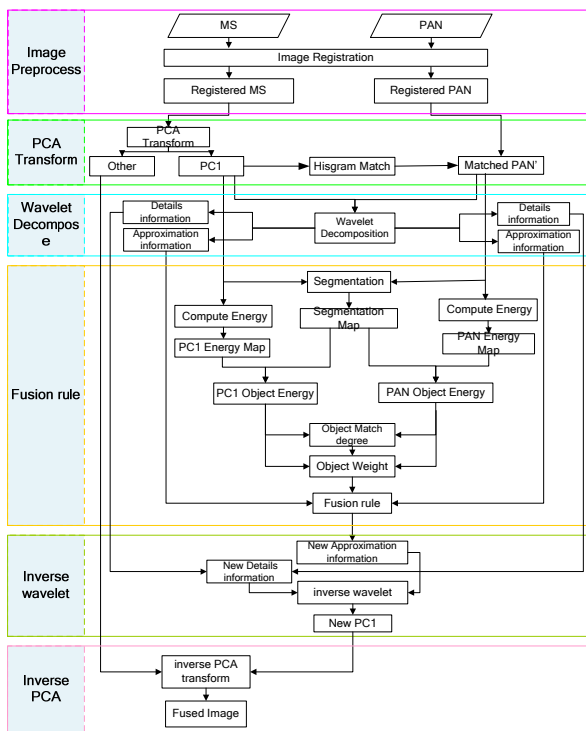 MS
PAN
Image
Preprocess
Image Registration
Registered MS
Registered PAN
PCA
Transform
PCA
Transform
Other
PC1
Hisgram Match
Matched PAN'
Wavelet
Decompos
e
Details
information
Approximation information
Wavelet
Decomposition
Details
information
Approximation
information
Fusion rule
Segmentation
Compute Energy
Segmentation
Map
Compute Energy
PC1 Energy Map
PAN Energy
Map
PC1 Object Energy
PAN Object Energy
Object Match
degree
Object Weight
Fusion rule
Inverse
wavelet
New Approximation
information
New Details
information
inverse wavelet
New PC1
Inverse
PCA
inverse PCA
transform
Fused Image